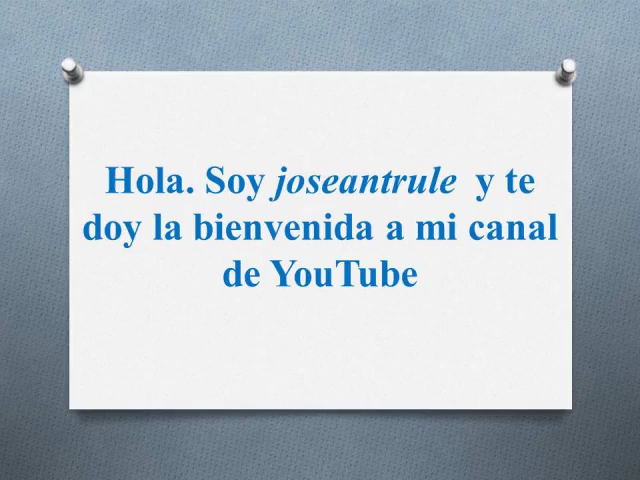 Hola. Soy joseantrule y te
doy la bienvenida a mi canal
de YouTube